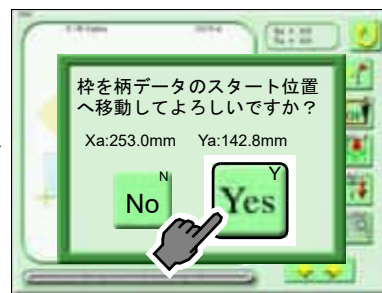 枠を柄データのスタート位置
へ移動してよろしいですか？
Xa:253.0mm Ya:142.8mm
N
No
Y
Yes